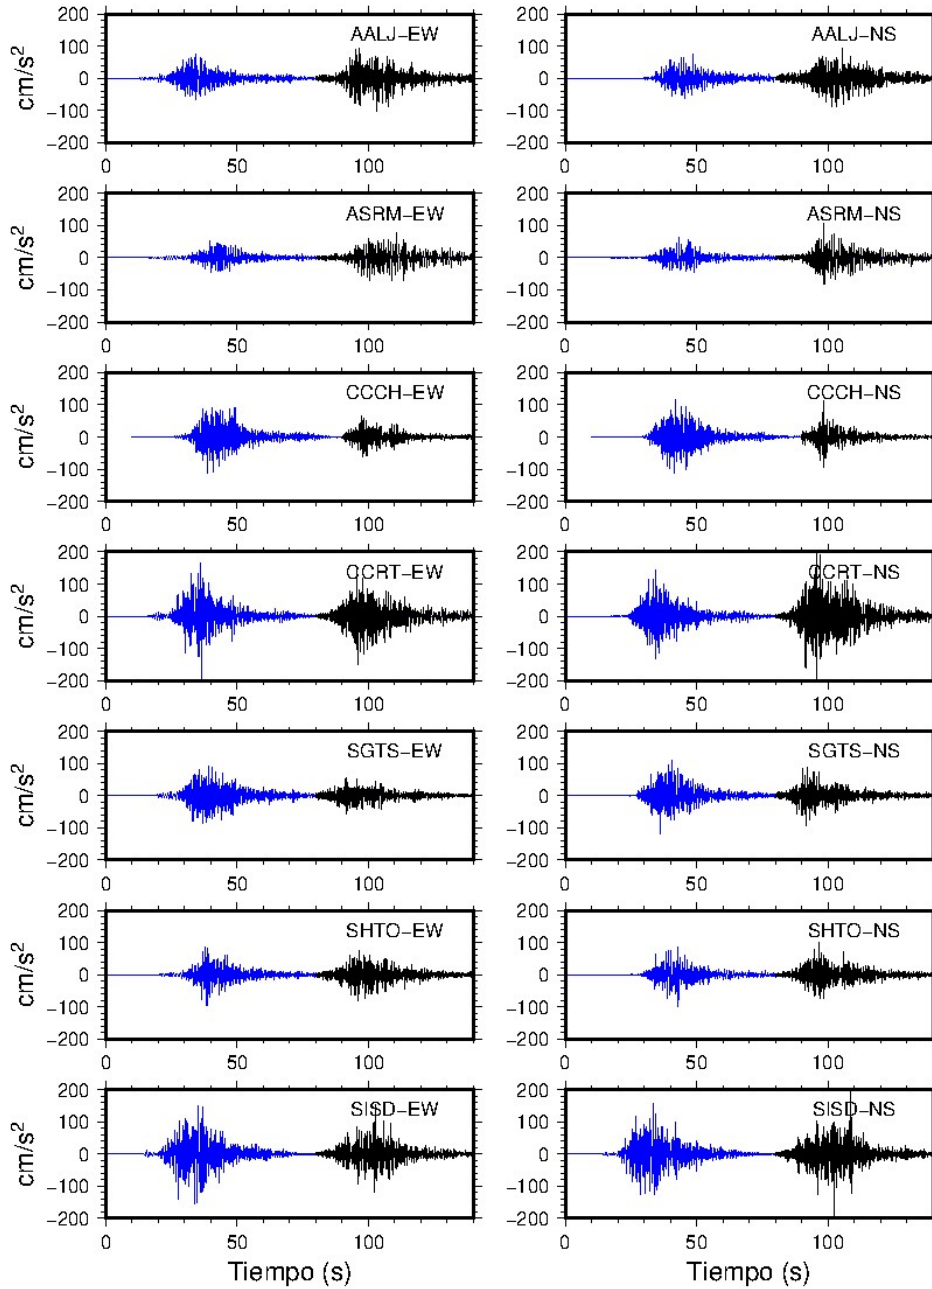 200 200
100 AALJ−EW 100 AALJ−NS
cm/s²
0 0
−100 −100
−200 −200
0 50 100 0 50 100
200 200
100 ASRM−EW 100 ASRM−NS
cm/s²
0 0
−100 −100
−200 −200
0 50 100 0 50 100
200 200
100 CCCH−EW 100 CCCH−NS
cm/s²
0 0
−100 −100
−200 −200
0 50 100 0 50 100
200 200
100 CCRT−EW 100 CCRT−NS
cm/s²
0 0
−100 −100
−200 −200
0 50 100 0 50 100
200 200
100 SGTS−EW 100 SGTS−NS
cm/s²
0 0
−100 −100
−200 −200
0 50 100 0 50 100
200 200
100 SHTO−EW 100 SHTO−NS
cm/s²
0 0
−100 −100
−200 −200
0 50 100 0 50 100
200 200
100 SISD−EW 100 SISD−NS
cm/s²
0 0
−100 −100
−200 −200
0 50 100 0 50 100
Tiempo (s) Tiempo (s)